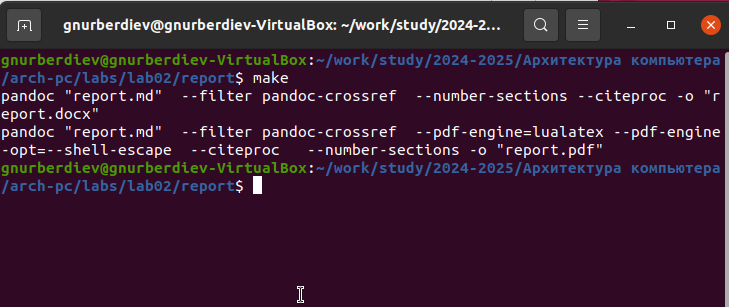 gnurberdiev@gnurberdiev-VirtualBox: ~/work/study/2024-2...
gnurberdiev@gnurberdiev-VirtualBox:~/work/study/2024-2025/Архитектура компьютера
/arch-pc/labs/lab02/report$ make
pandoc "report.md"  --filter pandoc-crossref  --number-sections --citeproc -o "r
eport.docx"
pandoc "report.md"  --filter pandoc-crossref  --pdf-engine=lualatex --pdf-engine
-opt=--shell-escape  --citeproc   --number-sections -o "report.pdf"
gnurberdiev@gnurberdiev-VirtualBox:~/work/study/2024-2025/Архитектура компьютера
/arch-pc/labs/lab02/report$